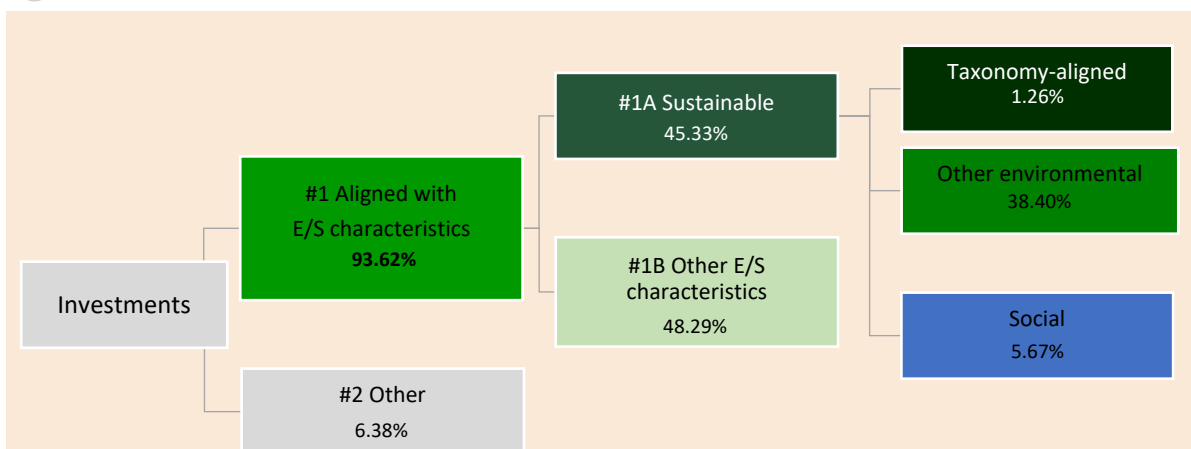 Investments
#1 Aligned with
E/S characteristics
93.62%
#2 Other
6.38%
#1A Sustainable
45.33%
#1B Other E/S
characteristics
48.29%
Taxonomy-aligned
1.26%
Other environmental
38.40%
Social
5.67%